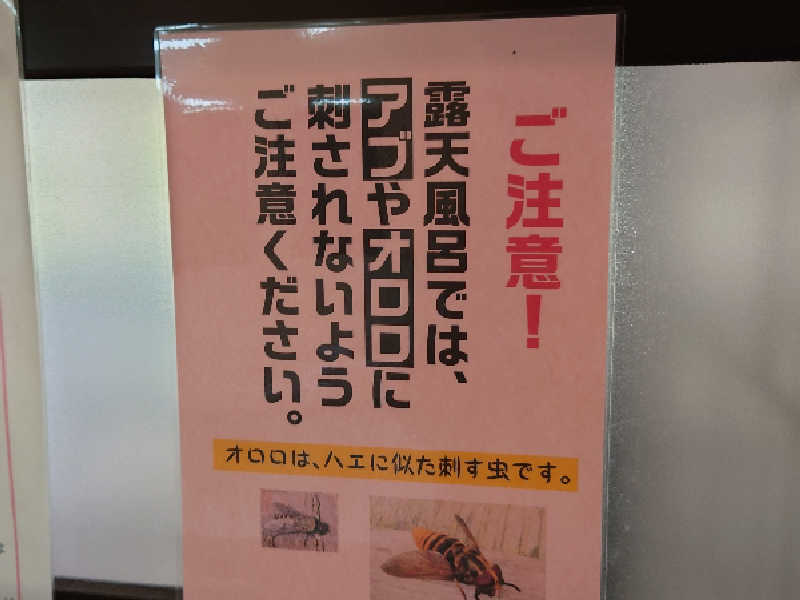 ご注意！
露天風呂では、
アブやオロロに
刺されないよう
ご注意ください。
オロロは、ハエに似た刺す虫です。